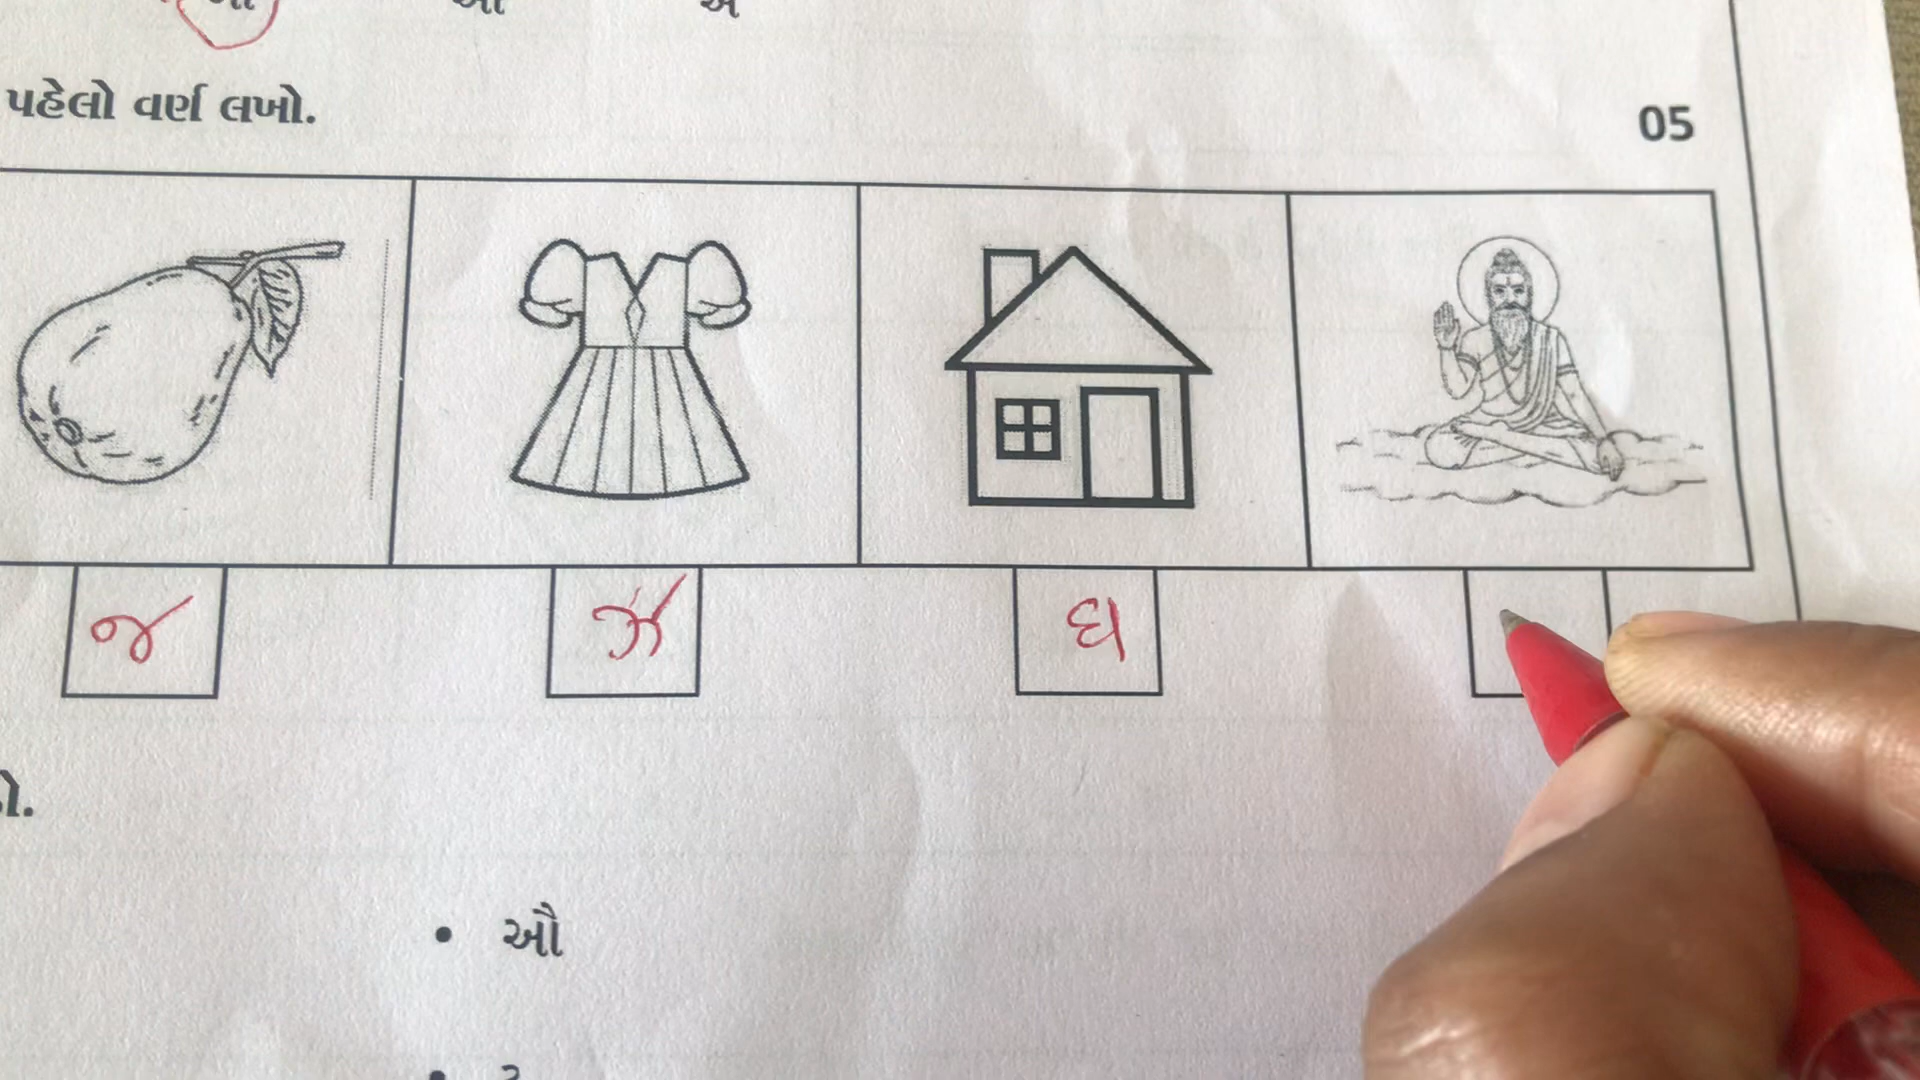 અ
પહેલો વર્ણ લખો. 05
જ ઝ ઘ
• ઔ